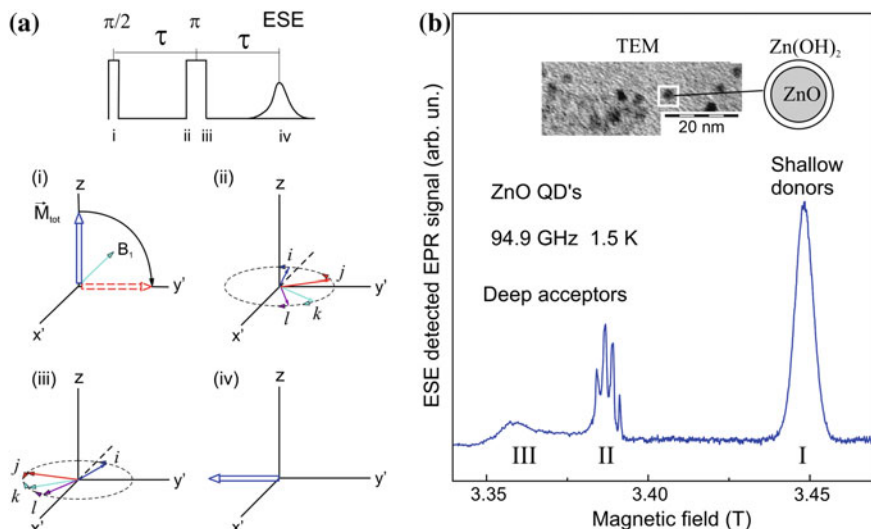 (a)
π/2
π
ESE
τ
τ
i
ii
iii
iv
(i)
z
M⃗tot
B₁
y'
x'
(ii)
z
i
j
k
l
y'
x'
(iii)
z
i
j
k
l
y'
x'
(iv)
z
y'
x'
(b)
TEM
Zn(OH)₂
ZnO
20 nm
Shallow
donors
ZnO QD's
94.9 GHz 1.5 K
Deep acceptors
III
II
I
ESE detected EPR signal (arb. un.)
3.35
3.40
3.45
Magnetic field (T)